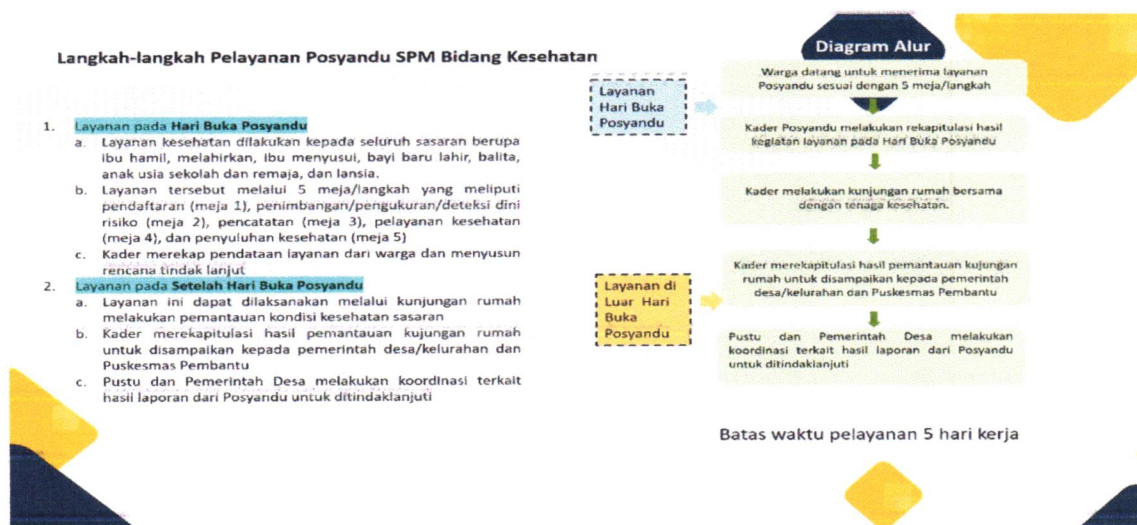 Langkah-langkah Pelayanan Posyandu SPM Bidang Kesehatan
1. Layanan pada Hari Buka Posyandu
a. Layanan kesehatan dilakukan kepada seluruh sasaran berupa
ibu hamil, melahirkan, ibu menyusui, bayi baru lahir, balita,
anak usia sekolah dan remaja, dan lansia.
b. Layanan tersebut melalui 5 meja/langkah yang meliputi
pendaftaran (meja 1), penimbangan/pengukuran/deteksi dini
risiko (meja 2), pencatatan (meja 3), pelayanan kesehatan
(meja 4), dan penyuluhan kesehatan (meja 5)
c. Kader merekap pendataan layanan dari warga dan menyusun
rencana tindak lanjut
2. Layanan pada Setelah Hari Buka Posyandu
a. Layanan ini dapat dilaksanakan melalui kunjungan rumah
melakukan pemantauan kondisi kesehatan sasaran
b. Kader merekapitulasi hasil pemantauan kujungan rumah
untuk disampaikan kepada pemerintah desa/kelurahan dan
Puskesmas Pembantu
c. Pustu dan Pemerintah Desa melakukan koordinasi terkait
hasil laporan dari Posyandu untuk ditindaklanjuti
Diagram Alur
Layanan
Hari Buka
Posyandu
Warga datang untuk menerima layanan
Posyandu sesuai dengan 5 meja/langkah
Kader Posyandu melakukan rekapitulasi hasil
kegiatan layanan pada Hari Buka Posyandu
Kader melakukan kunjungan rumah bersama
dengan tenaga kesehatan.
Layanan di
Luar Hari
Buka
Posyandu
Kader merekapitulasi hasil pemantauan kujungan
rumah untuk disampaikan kepada pemerintah
desa/kelurahan dan Puskesmas Pembantu
Pustu dan Pemerintah Desa melakukan
koordinasi terkait hasil laporan dari Posyandu
untuk ditindaklanjuti
Batas waktu pelayanan 5 hari kerja